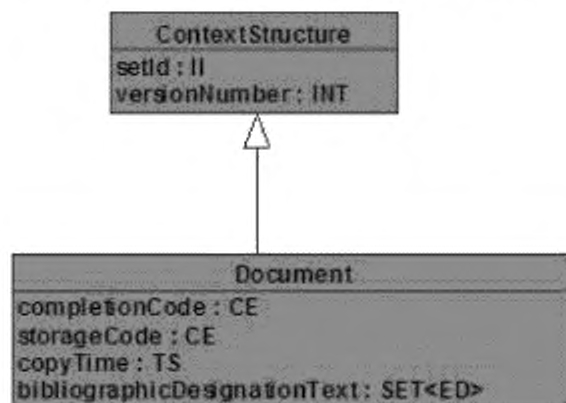 ContextStructure
setId : II
versionNumber : INT
Document
completionCode : CE
storageCode : CE
copyTime : TS
bibliographicDesignationText : SET<ED>